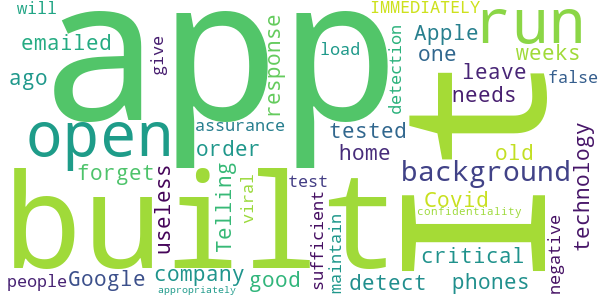 will
IMMEDIATELY
app
run
emailed
give
response
load
Apple
one
weeks
ago
detection
leave
false
open
assurance
tested
needs
order
home
old
technology
forget
useless
Telling
built
It
background
viral
test
sufficient
Covid
confidentiality
maintain
critical
negative
people
Google
company
good
detect
phones
appropriately